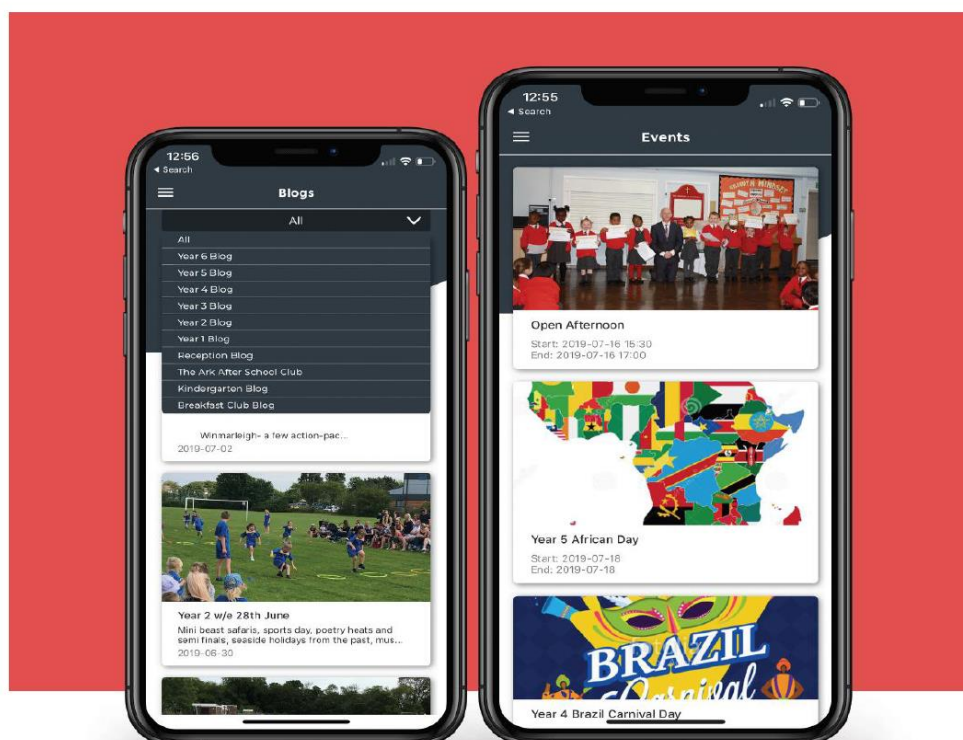 12:56
◄ Search
Blogs
All
All
Year 6 Blog
Year 5 Blog
Year 4 Blog
Year 3 Blog
Year 2 Blog
Year 1 Blog
Reception Blog
The Ark After School Club
Kindergarten Blog
Breakfast Club Blog
Winmarleigh- a few action-pac...
2019-07-02
Year 2 w/e 28th June
Mini beast safaris, sports day, poetry heats and
semi finals, seaside holidays from the past, mus...
2019-06-30
12:55
◄ Search
Events
GROWTH MINDSET
Open Afternoon
Start: 2019-07-16 15:30
End: 2019-07-16 17:00
Year 5 African Day
Start: 2019-07-18
End: 2019-07-18
BRAZIL
Carnival
Year 4 Brazil Carnival Day